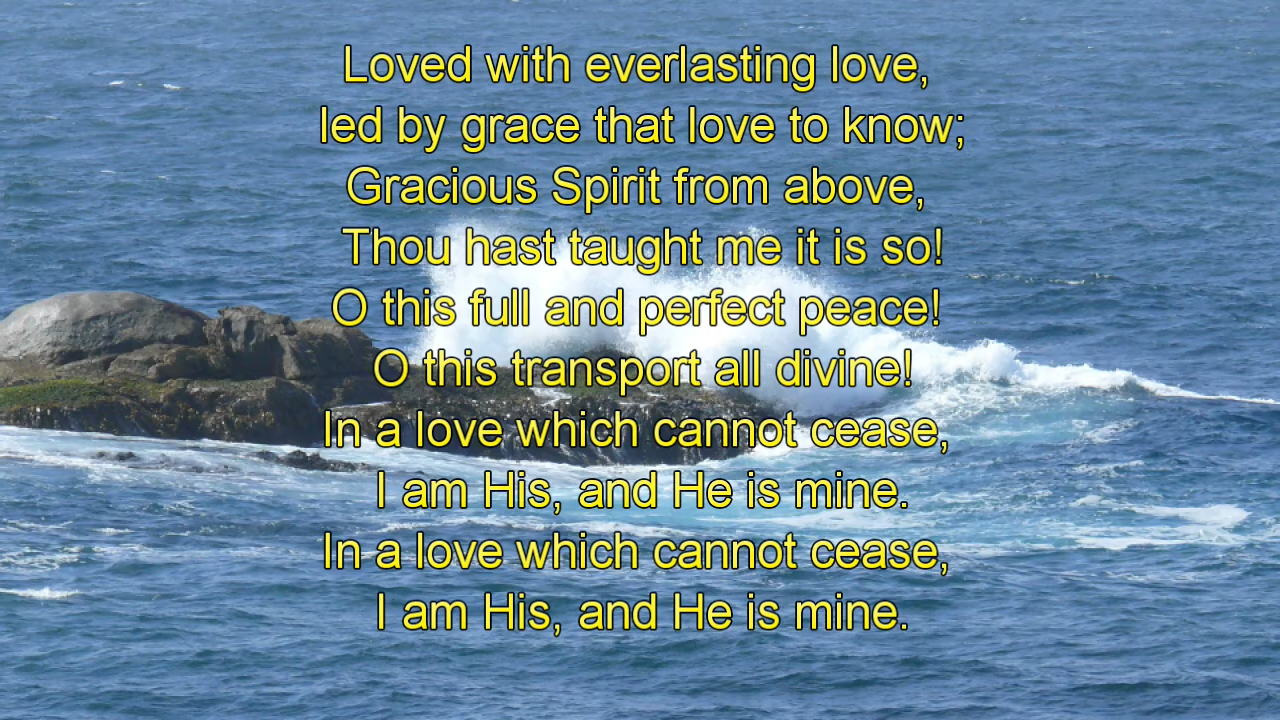 Loved with everlasting love,
led by grace that love to know;
Gracious Spirit from above,
Thou hast taught me it is so!
O this full and perfect peace!
O this transport all divine!
In a love which cannot cease,
I am His, and He is mine.
In a love which cannot cease,
I am His, and He is mine.